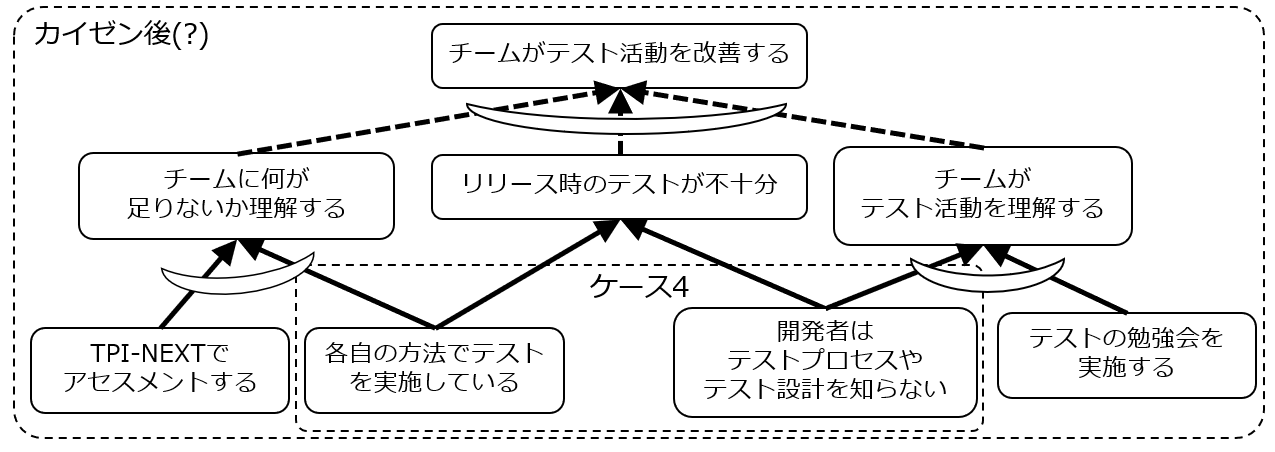 カイゼン後(?)
チームがテスト活動を改善する
チームに何が
足りないか理解する
リリース時のテストが不十分
チームが
テスト活動を理解する
ケース4
TPI-NEXTで
アセスメントする
各自の方法でテスト
を実施している
開発者は
テストプロセスや
テスト設計を知らない
テストの勉強会を
実施する